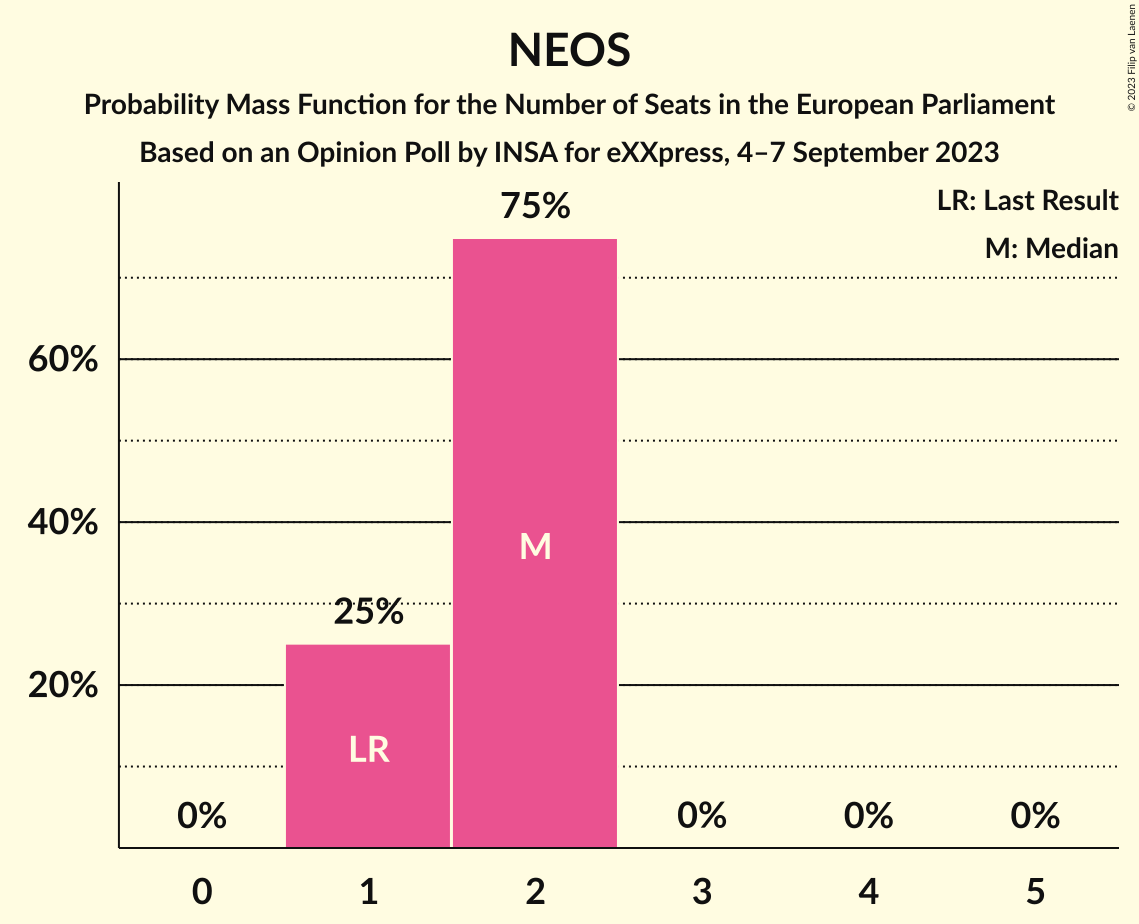 NEOS
Probability Mass Function for the Number of Seats in the European Parliament
Based on an Opinion Poll by INSA for eXXpress, 4–7 September 2023
© 2023 Filip van Laenen
LR: Last Result
M: Median
75%
60%
40%
20%
25%
M
LR
0%
0%
0%
0%
0 1 2 3 4 5